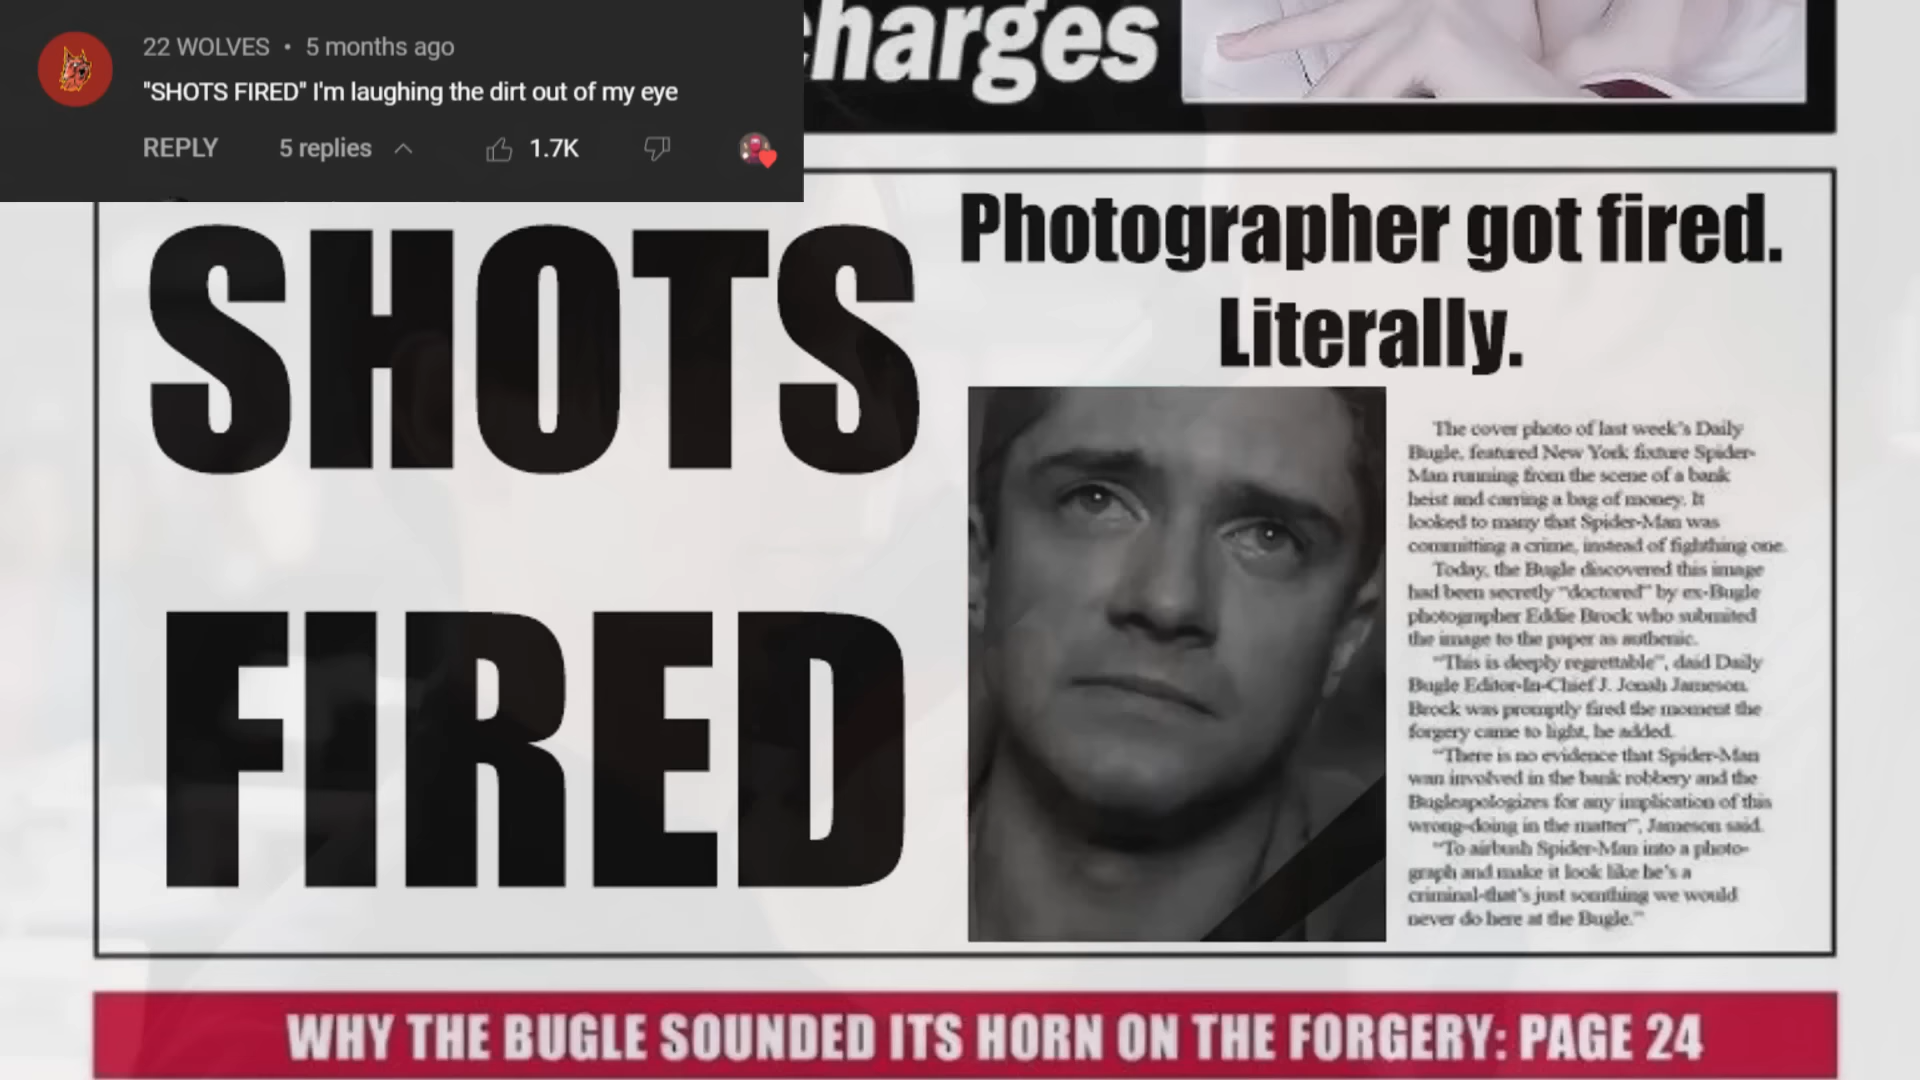 22 WOLVES • 5 months ago
"SHOTS FIRED" I'm laughing the dirt out of my eye
REPLY 5 replies 1.7K
charges
SHOTS
FIRED
Photographer got fired.
Literally.
The cover photo of last week's Daily
Bugle, featured New York fixture Spider-
Man running from the scene of a bank
heist and carring a bag of money. It
looked to many that Spider-Man was
committing a crime, instead of fighthing one.
Today, the Bugle discovered this image
had been secretly "doctored" by ex-Bugle
photographer Eddie Brock who submited
the image to the paper as authenic.
"This is deeply regrettable", daid Daily
Bugle Editor-In-Chief J. Jonah Jameson.
Brock was promptly fired the moment the
forgery came to light, he added.
"There is no evidence that Spider-Man
wan involved in the bank robbery and the
Bugleapologizes for any implication of this
wrong-doing in the matter", Jameson said.
"To airbush Spider-Man into a photo-
graph and make it look like he's a
criminal-that's just somthing we would
never do here at the Bugle."
WHY THE BUGLE SOUNDED ITS HORN ON THE FORGERY: PAGE 24